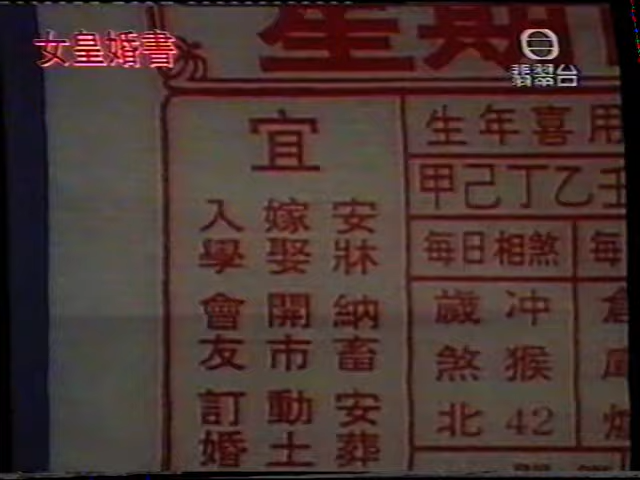 女皇婚書
翡翠台
星期
宜
安牀 納畜 安葬
嫁娶 開市 動土
入學 會友 訂婚
生年喜用
甲己丁乙壬
每日相煞
每
歲冲
煞猴
北42